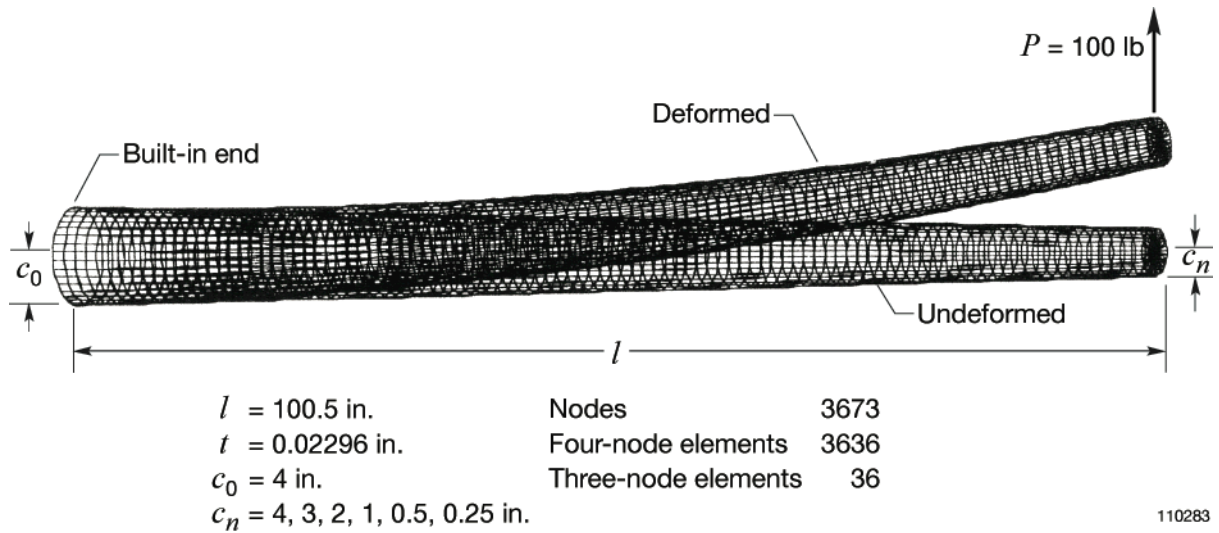 P = 100 lb
Deformed
Built-in end
c₀
cₙ
Undeformed
l
l = 100.5 in. Nodes 3673
t = 0.02296 in. Four-node elements 3636
c₀ = 4 in. Three-node elements 36
cₙ = 4, 3, 2, 1, 0.5, 0.25 in.
110283